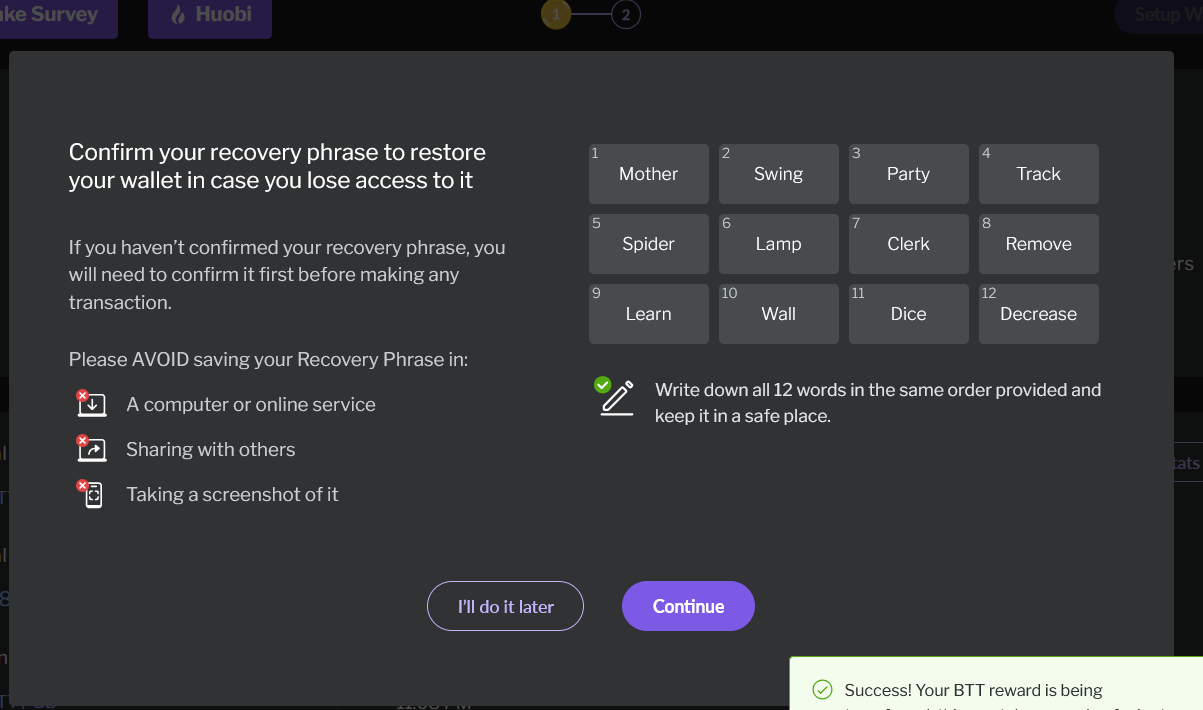 ke Survey
Huobi
1
2
Setup W
Confirm your recovery phrase to restore
your wallet in case you lose access to it
If you haven't confirmed your recovery phrase, you
will need to confirm it first before making any
transaction.
Please AVOID saving your Recovery Phrase in:
A computer or online service
Sharing with others
Taking a screenshot of it
1 Mother
2 Swing
3 Party
4 Track
5 Spider
6 Lamp
7 Clerk
8 Remove
9 Learn
10 Wall
11 Dice
12 Decrease
Write down all 12 words in the same order provided and
keep it in a safe place.
I'll do it later
Continue
Success! Your BTT reward is being